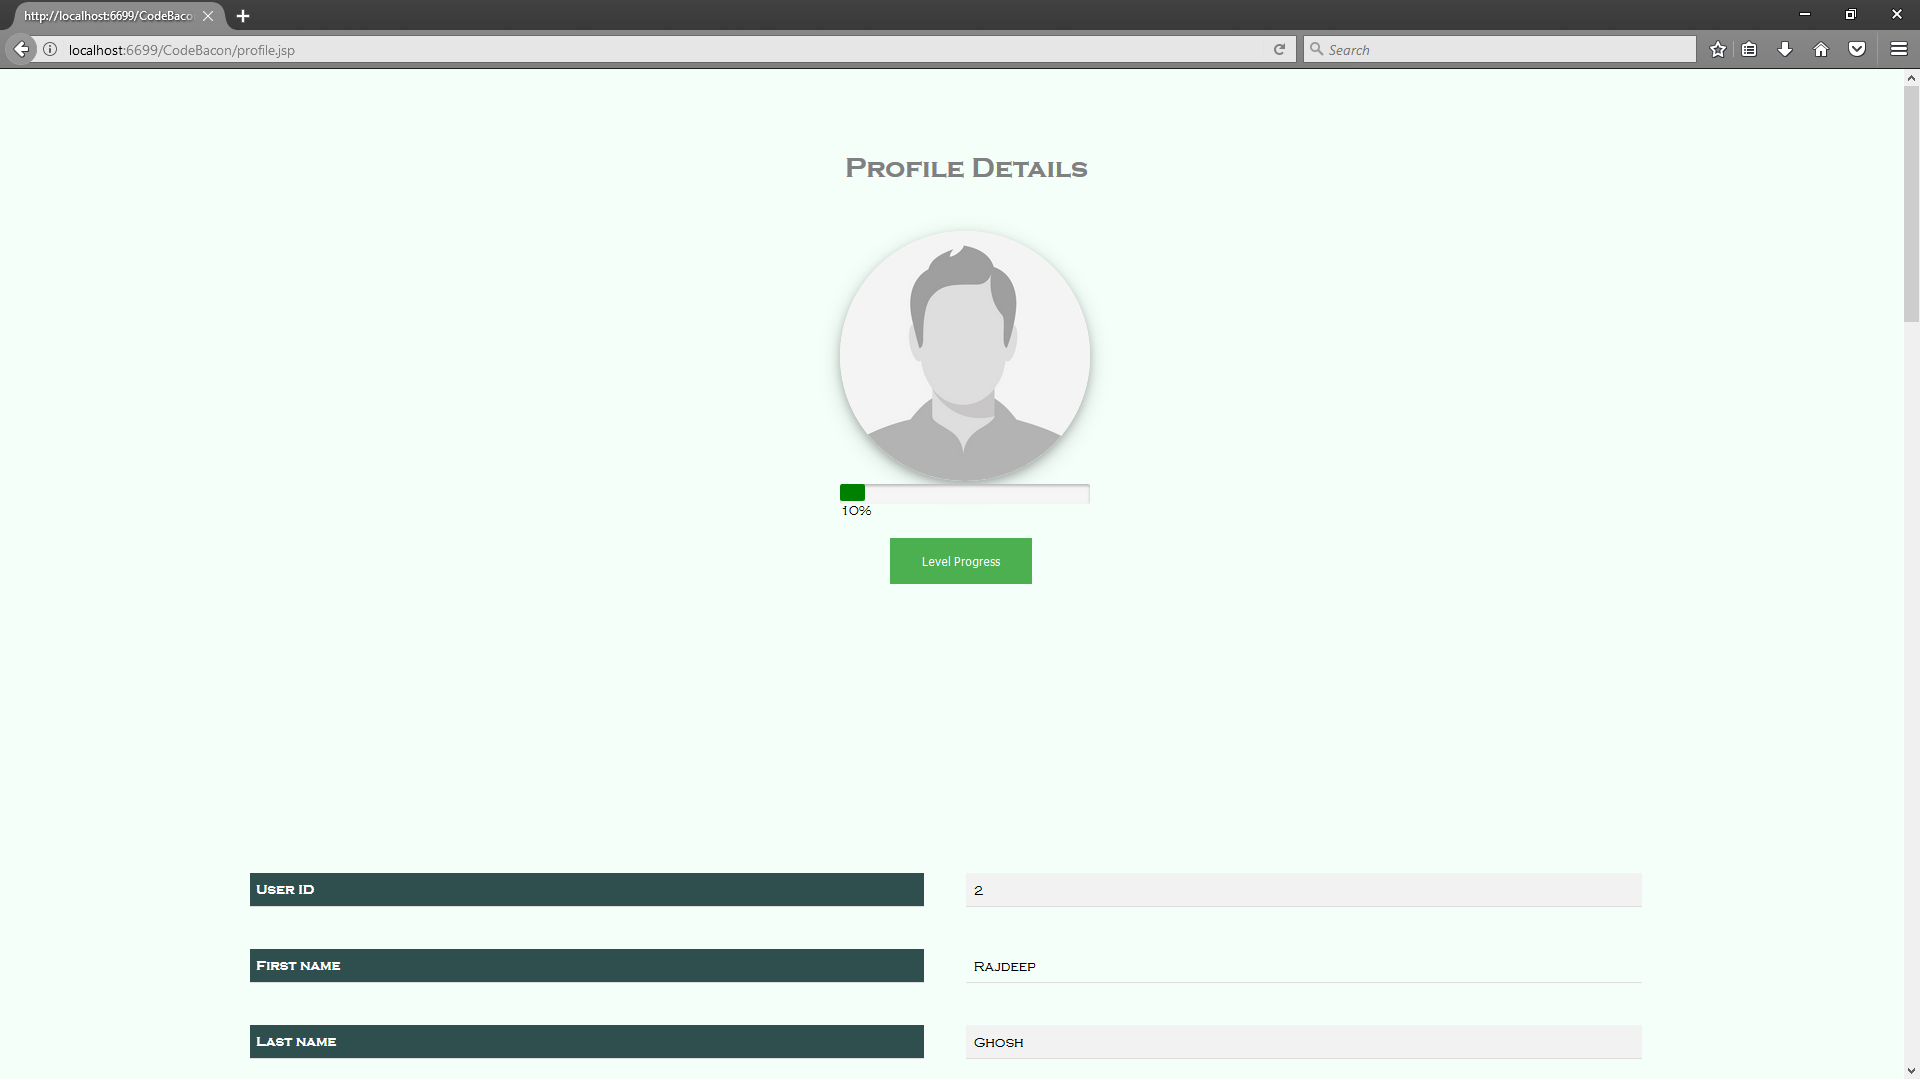 http://localhost:6699/CodeBaco
localhost:6699/CodeBacon/profile.jsp
Search
Profile Details
10%
Level Progress
User ID
2
First name
Rajdeep
Last name
Ghosh